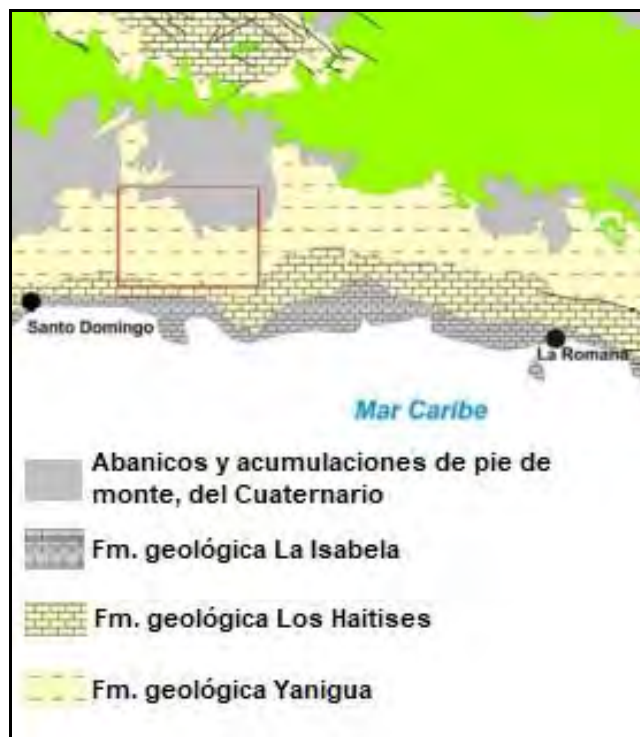 Santo Domingo
La Romana
Mar Caribe
Abanicos y acumulaciones de pie de
monte, del Cuaternario
Fm. geológica La Isabela
Fm. geológica Los Haitises
Fm. geológica Yanigua